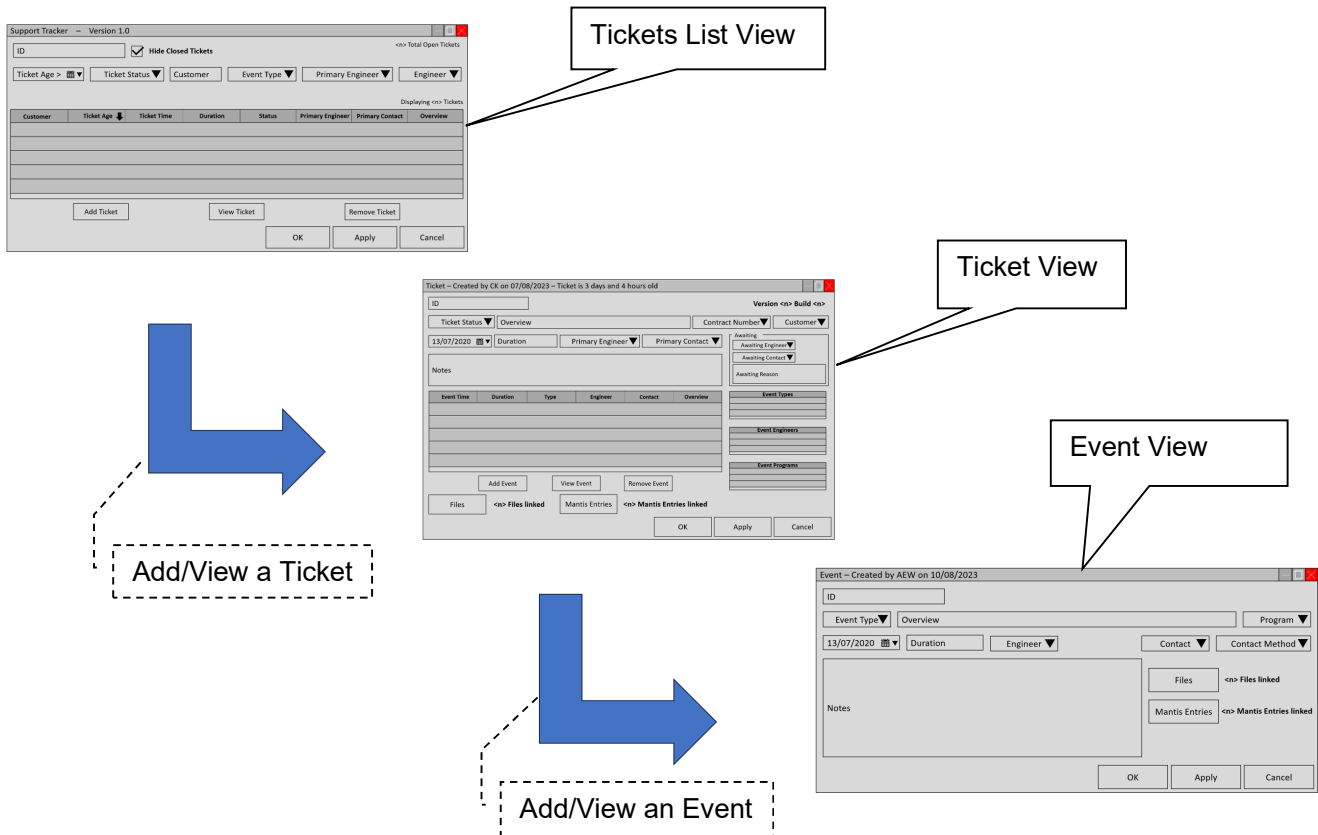 Tickets List View
Support Tracker – Version 1.0
ID
Hide Closed Tickets
<n> Total Open Tickets
Ticket Age >
Ticket Status
Customer
Event Type
Primary Engineer
Engineer
Displaying <n> Tickets
Customer Ticket Age Ticket Time Duration Status Primary Engineer Primary Contact Overview
Add Ticket View Ticket Remove Ticket
OK Apply Cancel
Add/View a Ticket
Ticket View
Ticket – Created by CK on 07/08/2023 – Ticket is 3 days and 4 hours old
ID
Version <n> Build <n>
Ticket Status
Overview
Contract Number
Customer
13/07/2020
Duration
Primary Engineer
Primary Contact
Awaiting
Awaiting Engineer
Awaiting Contact
Awaiting Reason
Notes
Event Time Duration Type Engineer Contact Overview
Event Types
Event Engineers
Event Programs
Add Event View Event Remove Event
Files
<n> Files linked
Mantis Entries
<n> Mantis Entries linked
OK Apply Cancel
Add/View an Event
Event View
Event – Created by AEW on 10/08/2023
ID
Event Type
Overview
Program
13/07/2020
Duration
Engineer
Contact
Contact Method
Notes
Files
<n> Files linked
Mantis Entries
<n> Mantis Entries linked
OK Apply Cancel